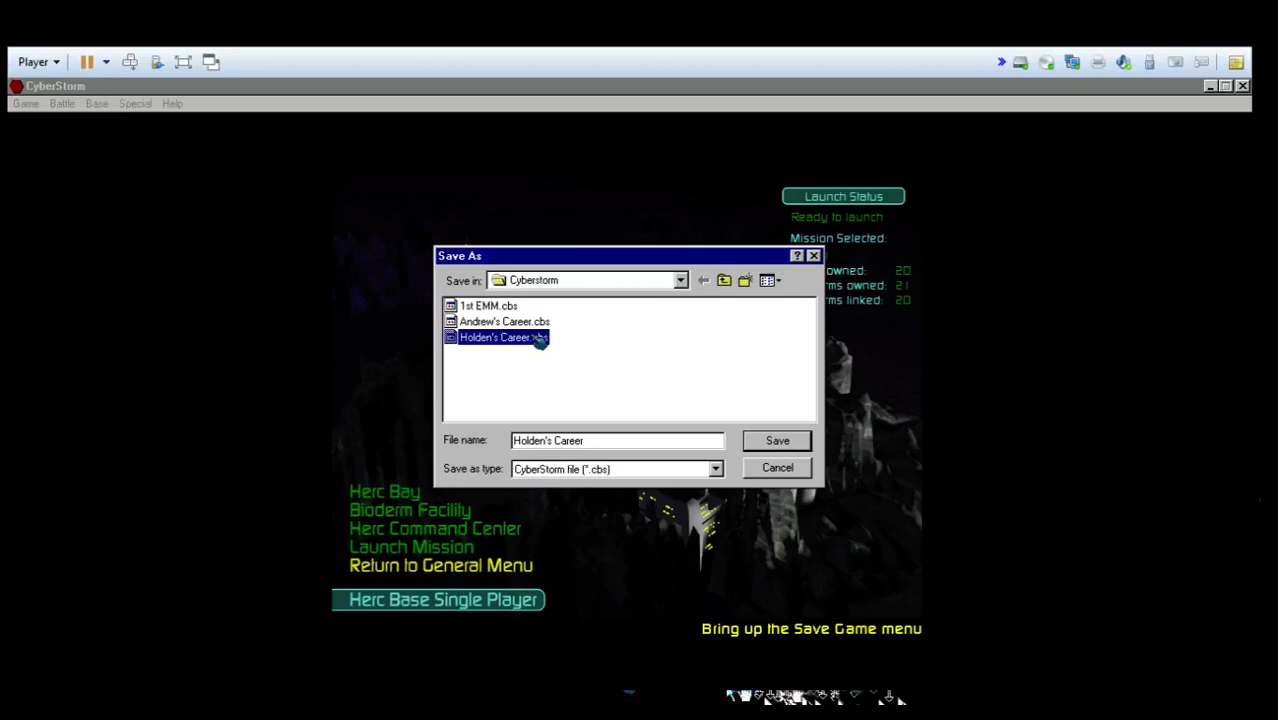 Player
CyberStorm
Game Battle Base Special Help
Launch Status
Ready to launch
Mission Selected:
owned: 20
rms owned: 21
rms linked: 20
Save As
Save in: Cyberstorm
1st EMM.cbs
Andrew's Career.cbs
Holden's Career.cbs
File name: Holden's Career
Save
Save as type: CyberStorm file (*.cbs)
Cancel
Herc Bay
Bioderm Facility
Herc Command Center
Launch Mission
Return to General Menu
Herc Base Single Player
Bring up the Save Game menu